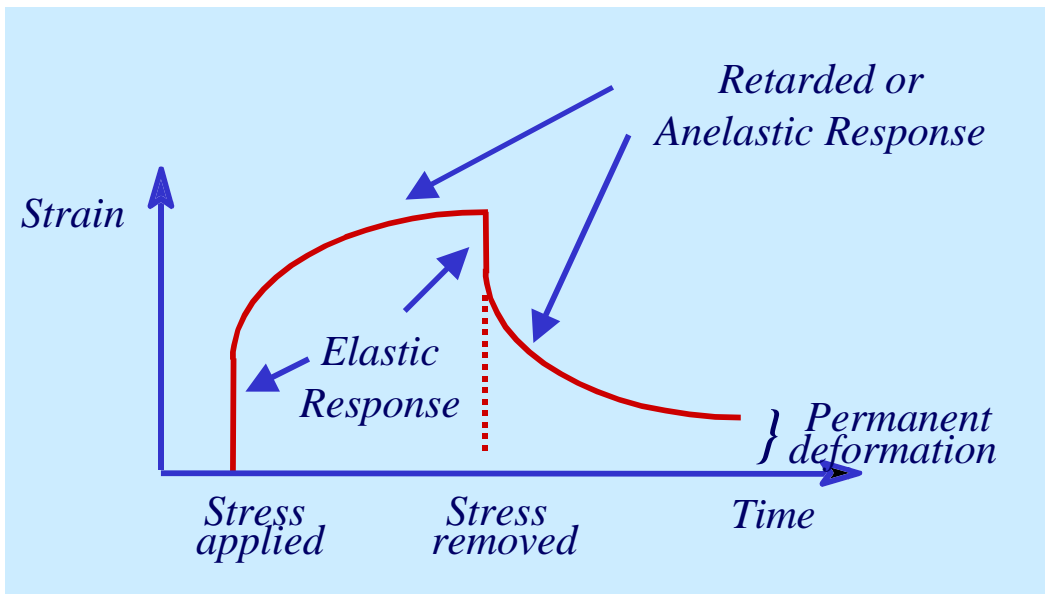 Retarded or
Anelastic Response
Strain
Elastic
Response
} Permanent
deformation
Stress
applied
Stress
removed
Time